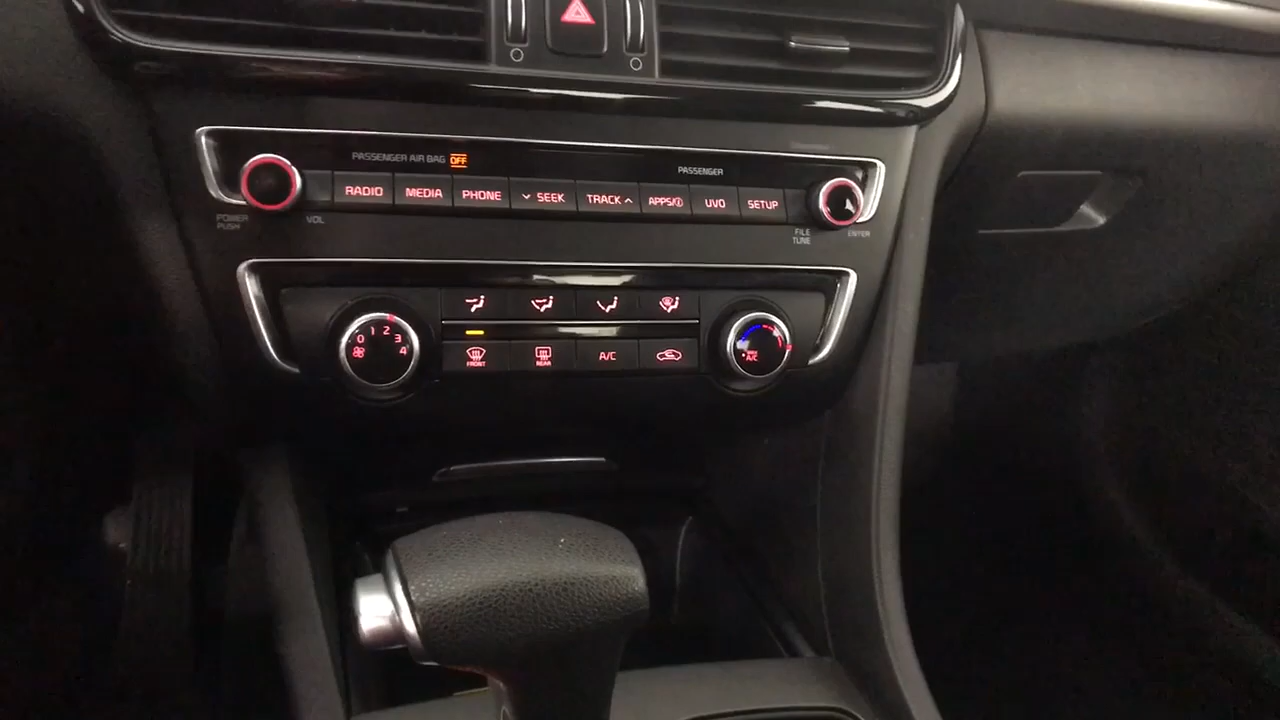 PASSENGER AIR BAG OFF
PASSENGER
RADIO MEDIA PHONE SEEK TRACK APPS/i UVO SETUP
POWER PUSH
VOL
FILE TUNE
ENTER
0 1 2 3 4
FRONT REAR A/C
MAX A/C